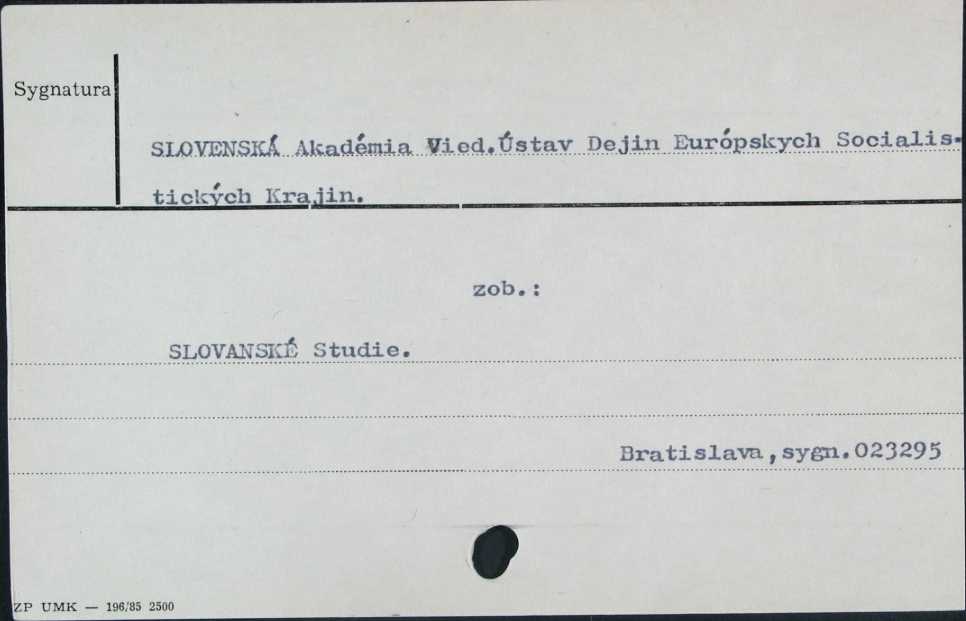 Sygnatura
SLOVENSKÁ Akadémia Vied.Ústav Dejin Európskych Socialis-
tických Krajin.
zob.:
SLOVANSKÉ Studie.
Bratislava,sygn.023295
ZP UMK — 196/85 2500